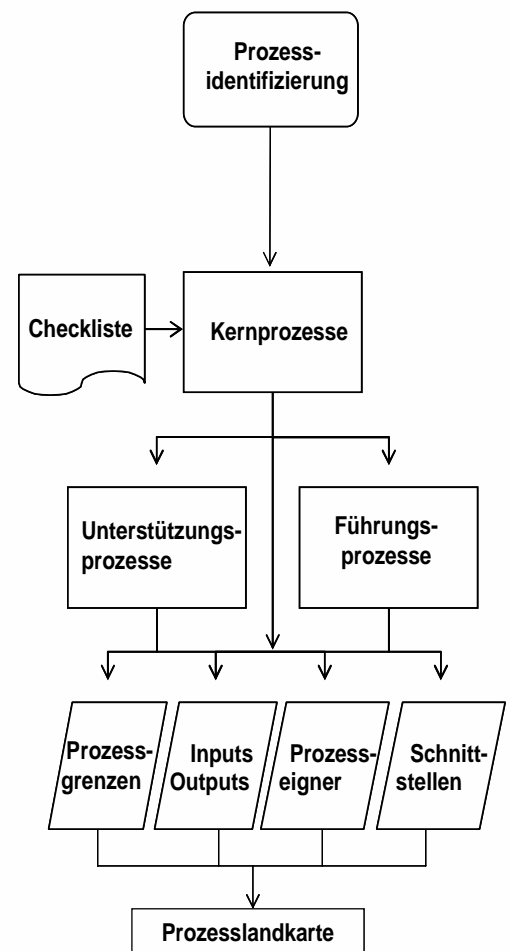 Prozess-
identifizierung
Checkliste
Kernprozesse
Unterstützungs-
prozesse
Führungs-
prozesse
Prozess-
grenzen
Inputs
Outputs
Prozess-
eigner
Schnitt-
stellen
Prozesslandkarte